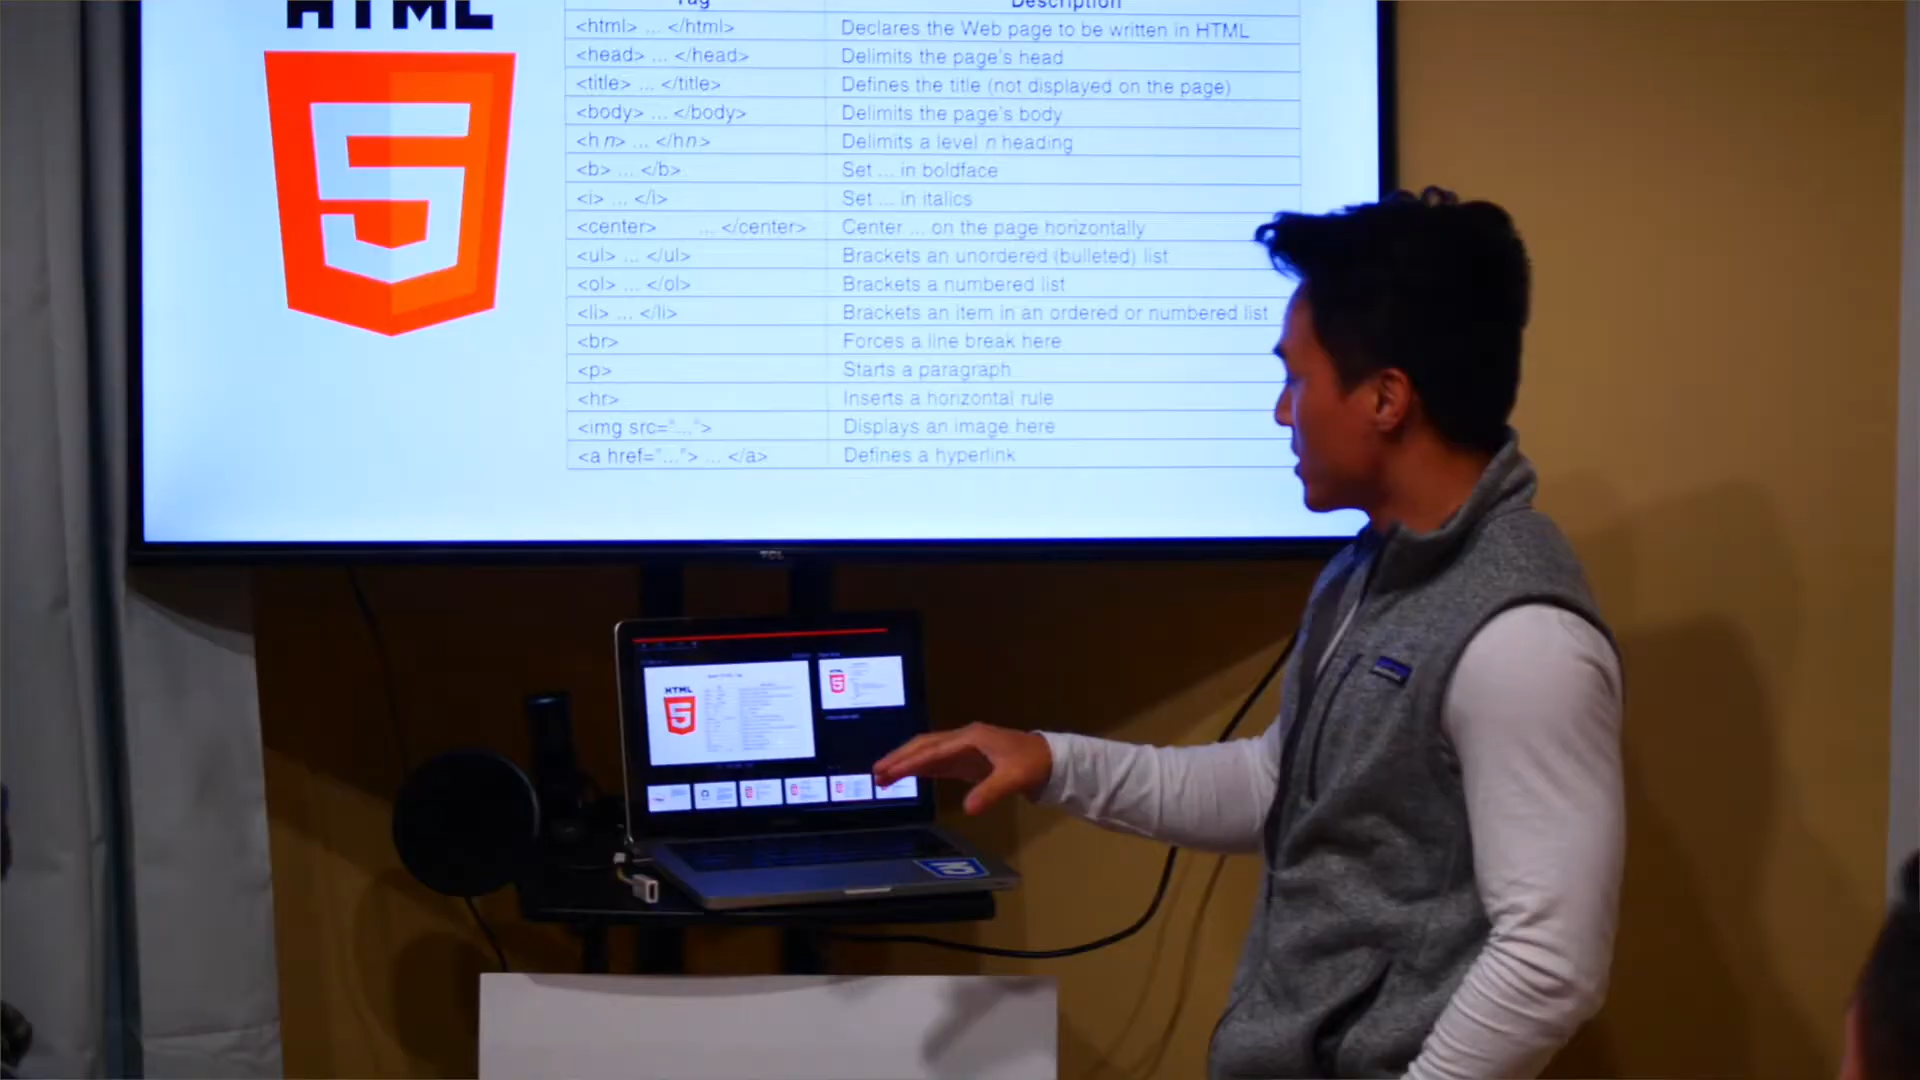 HTML
Tag Description
<html> ... </html> Declares the Web page to be written in HTML
<head> ... </head> Delimits the page's head
<title> ... </title> Defines the title (not displayed on the page)
<body> ... </body> Delimits the page's body
<h n> ... </hn> Delimits a level n heading
<b> ... </b> Set ... in boldface
<i> ... </i> Set ... in italics
<center> ... </center> Center ... on the page horizontally
<ul> ... </ul> Brackets an unordered (bulleted) list
<ol> ... </ol> Brackets a numbered list
<li> ... </li> Brackets an item in an ordered or numbered list
<br> Forces a line break here
<p> Starts a paragraph
<hr> Inserts a horizontal rule
<img src="..."> Displays an image here
<a href="..."> ... </a> Defines a hyperlink
5
TCL
HTML
5
5